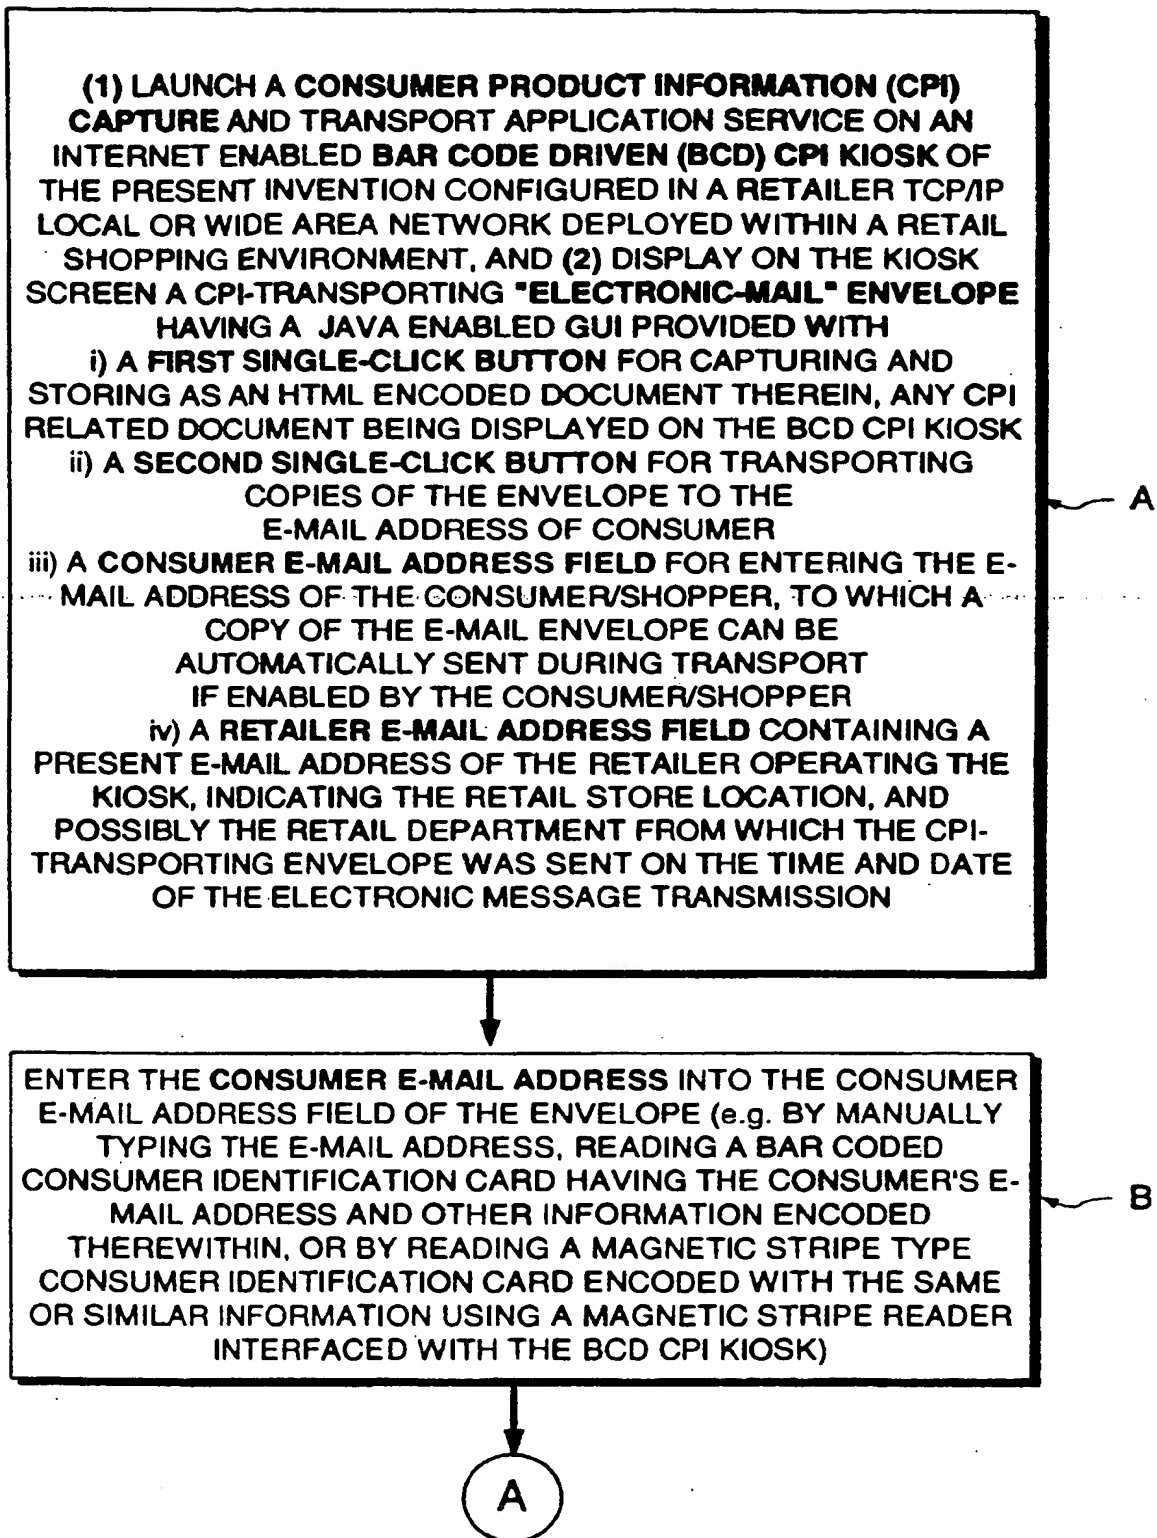 (1) LAUNCH A CONSUMER PRODUCT INFORMATION (CPI)
CAPTURE AND TRANSPORT APPLICATION SERVICE ON AN
INTERNET ENABLED BAR CODE DRIVEN (BCD) CPI KIOSK OF
THE PRESENT INVENTION CONFIGURED IN A RETAILER TCP/IP
LOCAL OR WIDE AREA NETWORK DEPLOYED WITHIN A RETAIL
SHOPPING ENVIRONMENT, AND (2) DISPLAY ON THE KIOSK
SCREEN A CPI-TRANSPORTING "ELECTRONIC-MAIL" ENVELOPE
HAVING A JAVA ENABLED GUI PROVIDED WITH
i) A FIRST SINGLE-CLICK BUTTON FOR CAPTURING AND
STORING AS AN HTML ENCODED DOCUMENT THEREIN, ANY CPI
RELATED DOCUMENT BEING DISPLAYED ON THE BCD CPI KIOSK
ii) A SECOND SINGLE-CLICK BUTTON FOR TRANSPORTING
COPIES OF THE ENVELOPE TO THE
E-MAIL ADDRESS OF CONSUMER
iii) A CONSUMER E-MAIL ADDRESS FIELD FOR ENTERING THE E-
MAIL ADDRESS OF THE CONSUMER/SHOPPER, TO WHICH A
COPY OF THE E-MAIL ENVELOPE CAN BE
AUTOMATICALLY SENT DURING TRANSPORT
IF ENABLED BY THE CONSUMER/SHOPPER
iv) A RETAILER E-MAIL ADDRESS FIELD CONTAINING A
PRESENT E-MAIL ADDRESS OF THE RETAILER OPERATING THE
KIOSK, INDICATING THE RETAIL STORE LOCATION, AND
POSSIBLY THE RETAIL DEPARTMENT FROM WHICH THE CPI-
TRANSPORTING ENVELOPE WAS SENT ON THE TIME AND DATE
OF THE ELECTRONIC MESSAGE TRANSMISSION
A
ENTER THE CONSUMER E-MAIL ADDRESS INTO THE CONSUMER
E-MAIL ADDRESS FIELD OF THE ENVELOPE (e.g. BY MANUALLY
TYPING THE E-MAIL ADDRESS, READING A BAR CODED
CONSUMER IDENTIFICATION CARD HAVING THE CONSUMER'S E-
MAIL ADDRESS AND OTHER INFORMATION ENCODED
THEREWITHIN, OR BY READING A MAGNETIC STRIPE TYPE
CONSUMER IDENTIFICATION CARD ENCODED WITH THE SAME
OR SIMILAR INFORMATION USING A MAGNETIC STRIPE READER
INTERFACED WITH THE BCD CPI KIOSK)
B
A